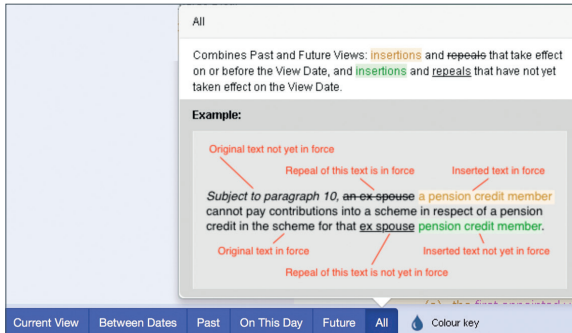 All
Combines Past and Future Views: insertions and repeals that take effect
on or before the View Date, and insertions and repeals that have not yet
taken effect on the View Date.
Example:
Original text not yet in force
Repeal of this text is in force
Inserted text in force
Subject to paragraph 10, an ex spouse a pension credit member
cannot pay contributions into a scheme in respect of a pension
credit in the scheme for that ex spouse pension credit member.
Original text in force
Inserted text not yet in force
Repeal of this text is not yet in force
Current View Between Dates Past On This Day Future All Colour key